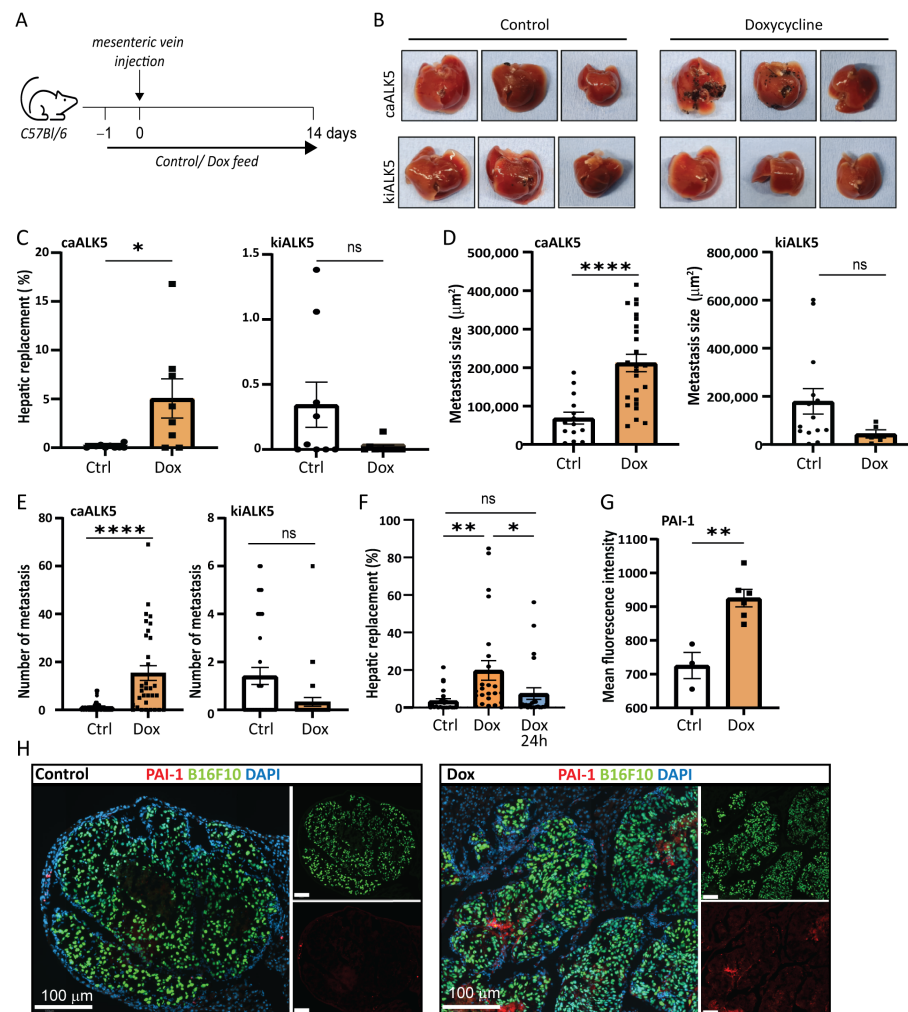 A
mesenteric vein
injection
C57Bl/6
−1 0 14 days
Control/ Dox feed
B
Control Doxycycline
caALK5
kiALK5
C
caALK5
*
Hepatic replacement (%)
20
15
10
5
0
Ctrl Dox
kiALK5
ns
1.5
1.0
0.5
0
Ctrl Dox
D
caALK5
****
Metastasis size (μm²)
500,000
400,000
300,000
200,000
100,000
0
Ctrl Dox
kiALK5
ns
Metastasis size (μm²)
800,000
600,000
400,000
200,000
0
Ctrl Dox
E
caALK5
****
Number of metastasis
80
60
40
20
0
Ctrl Dox
kiALK5
ns
Number of metastasis
8
6
4
2
0
Ctrl Dox
F
ns
** *
Hepatic replacement (%)
100
80
60
40
20
0
Ctrl Dox Dox
24h
G
PAI-1
**
Mean fluorescence intensity
1100
1000
900
800
700
600
Ctrl Dox
H
Control PAI-1 B16F10 DAPI
100 μm
Dox PAI-1 B16F10 DAPI
100 μm